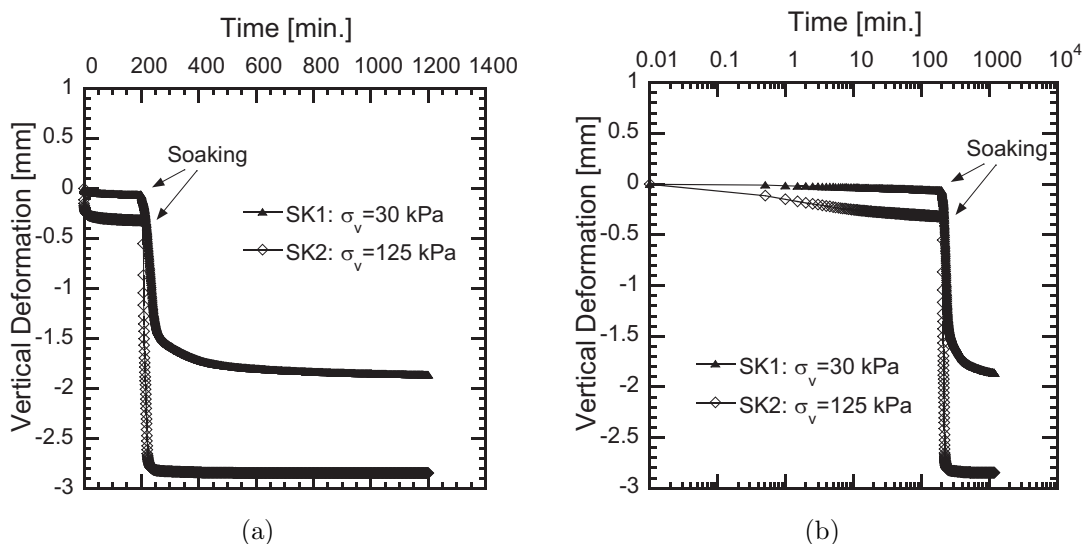 Time [min.]
0 200 400 600 800 1000 1200 1400
Vertical Deformation [mm]
1
0.5
0
-0.5
-1
-1.5
-2
-2.5
-3
Soaking
SK1: σv=30 kPa
SK2: σv=125 kPa
(a)
Time [min.]
0.01 0.1 1 10 100 1000 10⁴
Vertical Deformation [mm]
1
0.5
0
-0.5
-1
-1.5
-2
-2.5
-3
Soaking
SK1: σv=30 kPa
SK2: σv=125 kPa
(b)